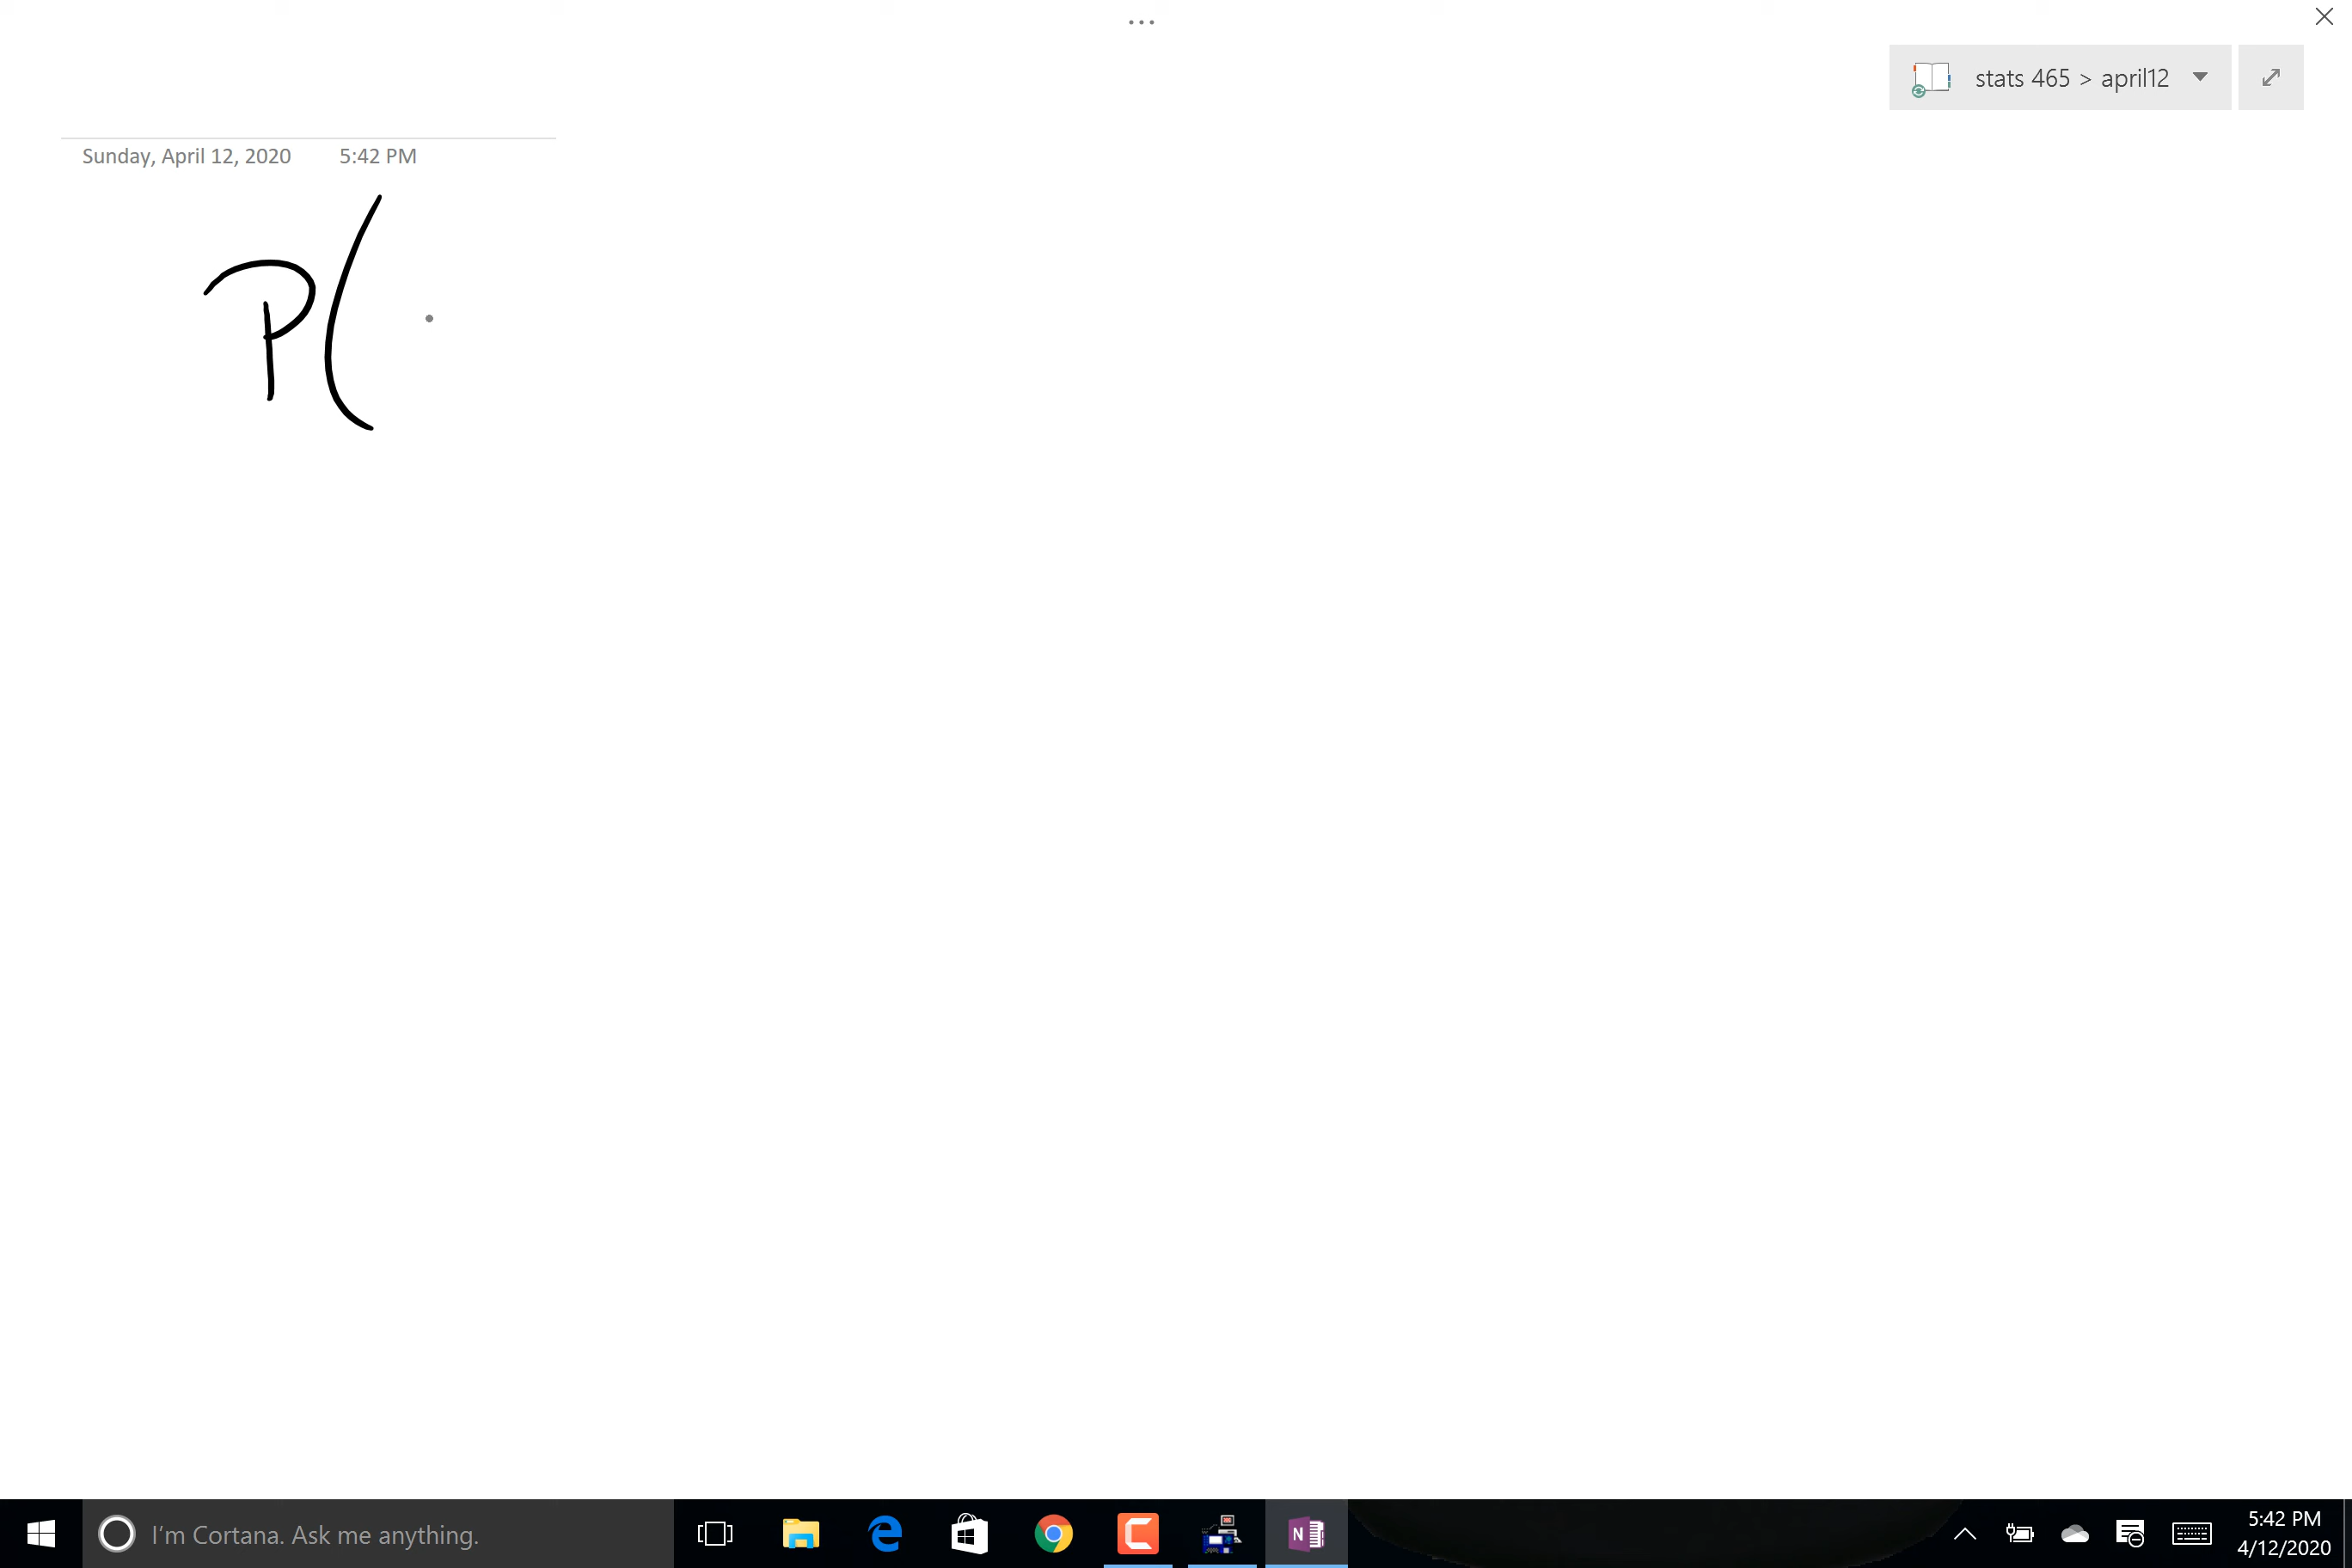 stats 465 > april12
Sunday, April 12, 2020 5:42 PM
P(
I'm Cortana. Ask me anything.
N
5:42 PM
4/12/2020